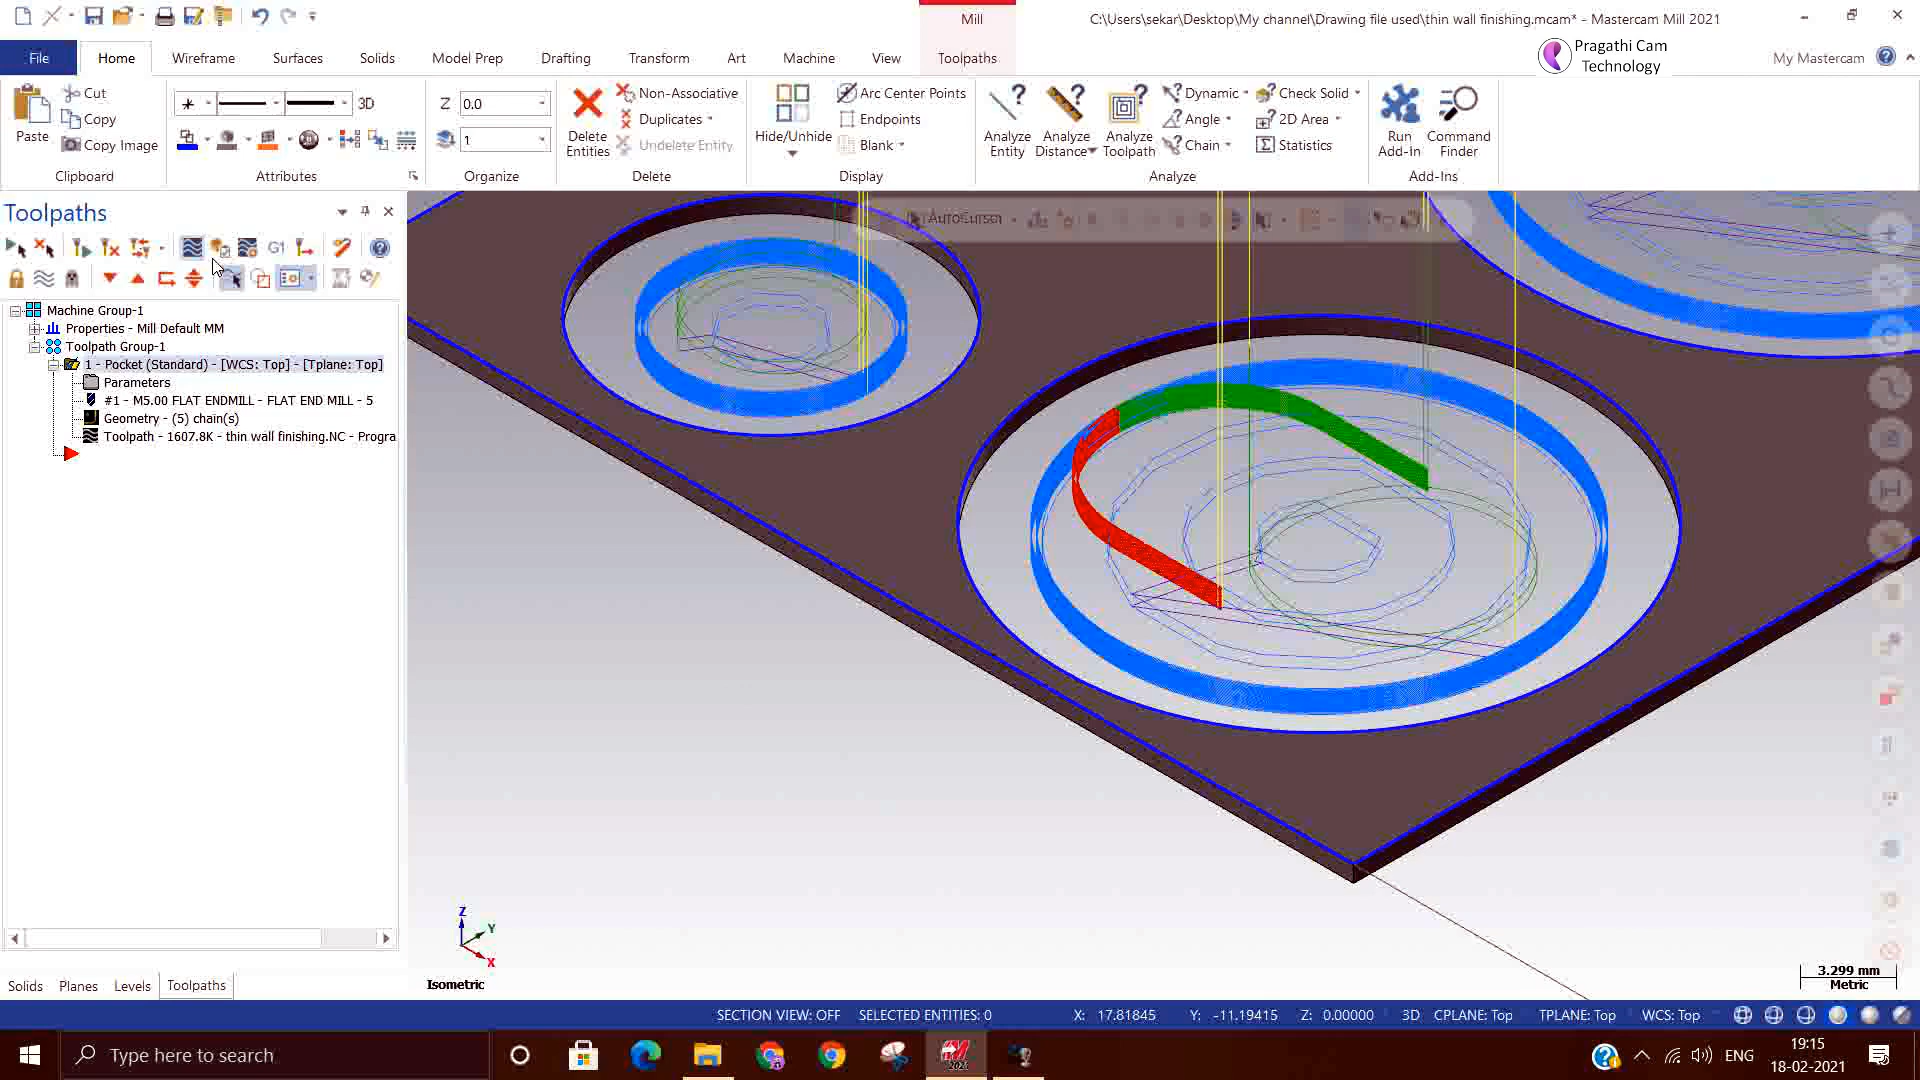 Mill
C:\Users\sekar\Desktop\My channel\Drawing file used\thin wall finishing.mcam* - Mastercam Mill 2021
File
Home
Wireframe
Surfaces
Solids
Model Prep
Drafting
Transform
Art
Machine
View
Toolpaths
Pragathi Cam
Technology
My Mastercam
Paste
Cut
Copy
Copy Image
Clipboard
3D
Attributes
Z 0.0
1
Organize
Delete
Entities
Non-Associative
Duplicates
Undelete Entity
Delete
Hide/Unhide
Arc Center Points
Endpoints
Blank
Display
Analyze
Entity
Analyze
Distance
Analyze
Toolpath
Dynamic
Angle
Chain
Check Solid
2D Area
Statistics
Analyze
Run
Add-In
Command
Finder
Add-Ins
Toolpaths
G1
AutoCursor
Machine Group-1
Properties - Mill Default MM
Toolpath Group-1
1 - Pocket (Standard) - [WCS: Top] - [Tplane: Top]
Parameters
#1 - M5.00 FLAT ENDMILL - FLAT END MILL - 5
Geometry - (5) chain(s)
Toolpath - 1607.8K - thin wall finishing.NC - Progra
Z
Y
X
Isometric
3.299 mm
Metric
Solids
Planes
Levels
Toolpaths
SECTION VIEW: OFF
SELECTED ENTITIES: 0
X: 17.81845
Y: -11.19415
Z: 0.00000
3D
CPLANE: Top
TPLANE: Top
WCS: Top
Type here to search
2021
ENG
19:15
18-02-2021